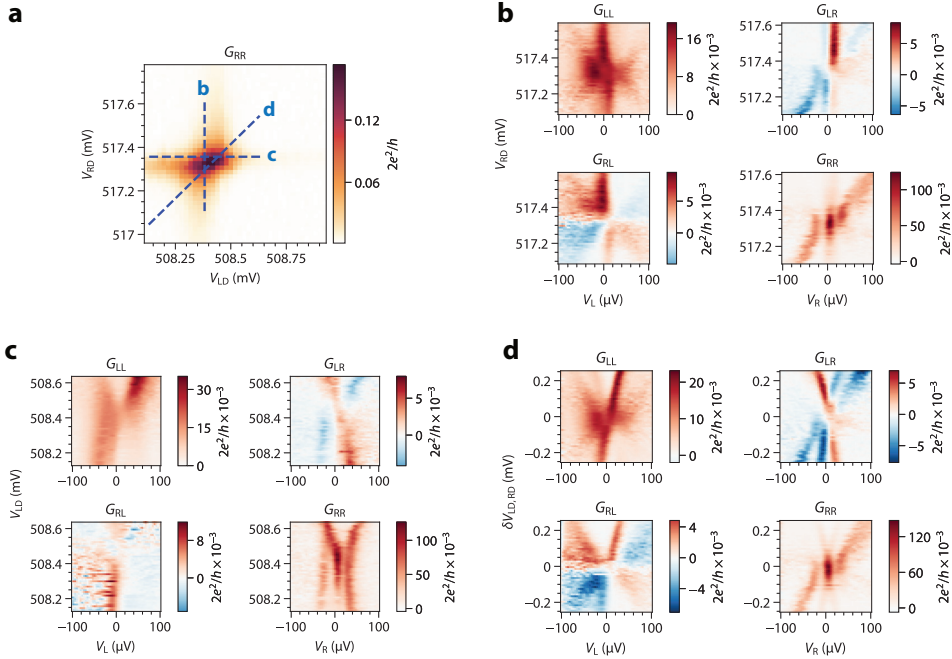 a
G_RR
b
d
c
517.6
517.4
517.2
517
V_RD (mV)
508.25
508.5
508.75
V_LD (mV)
0.12
0.06
2e²/h
b
V_RD (mV)
G_LL
517.6
517.4
517.2
−100
0
100
16
8
0
2e²/h × 10⁻³
G_LR
517.6
517.4
517.2
−100
0
100
6
0
−6
2e²/h × 10⁻³
G_RL
517.4
517.2
−100
0
100
V_L (µV)
5
0
2e²/h × 10⁻³
G_RR
517.4
517.2
−100
0
100
V_R (µV)
100
50
0
2e²/h × 10⁻³
c
V_LD (mV)
G_LL
508.6
508.4
508.2
−100
0
100
30
15
0
2e²/h × 10⁻³
G_LR
508.6
508.4
508.2
−100
0
100
5
0
2e²/h × 10⁻³
G_RL
508.6
508.4
508.2
−100
0
100
V_L (µV)
8
0
2e²/h × 10⁻³
G_RR
508.6
508.4
508.2
−100
0
100
V_R (µV)
100
50
0
2e²/h × 10⁻³
d
δV_LD, RD (mV)
G_LL
0.2
0
−0.2
−100
0
100
20
10
0
2e²/h × 10⁻³
G_LR
0.2
0
−0.2
−100
0
100
5
0
−5
2e²/h × 10⁻³
G_RL
0.2
0
−0.2
−100
0
100
V_L (µV)
4
0
−4
2e²/h × 10⁻³
G_RR
0.2
0
−0.2
−100
0
100
V_R (µV)
120
60
0
2e²/h × 10⁻³